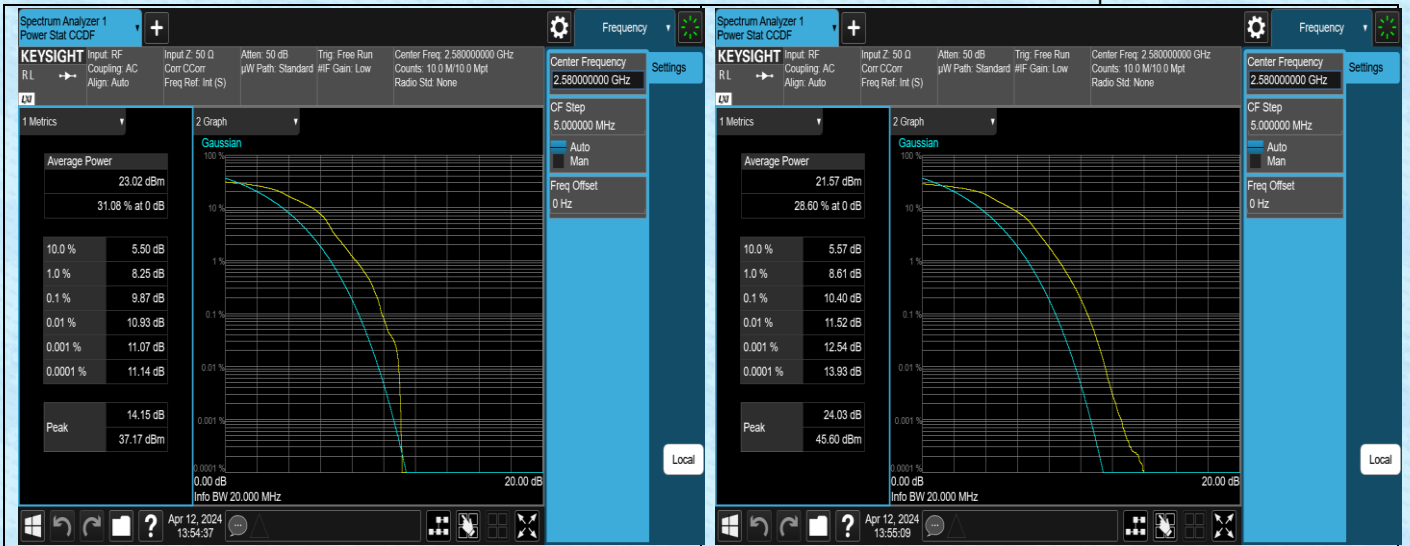 Spectrum Analyzer 1
Power Stat CCDF
+
Frequency
KEYSIGHT
Input: RF
Coupling: AC
Align: Auto
Input Z: 50 Ω
Corr CCorr
Freq Ref: Int (S)
Atten: 50 dB
µW Path: Standard
Trig: Free Run
#IF Gain: Low
Center Freq: 2.580000000 GHz
Counts: 10.0 M/10.0 Mpt
Radio Std: None
RL
LXI
Center Frequency
2.580000000 GHz
Settings
CF Step
5.000000 MHz
Auto
Man
Freq Offset
0 Hz
1 Metrics
2 Graph
Gaussian
Average Power
23.02 dBm
31.08 % at 0 dB
10.0 % 5.50 dB
1.0 % 8.25 dB
0.1 % 9.87 dB
0.01 % 10.93 dB
0.001 % 11.07 dB
0.0001 % 11.14 dB
Peak
14.15 dB
37.17 dBm
100 %
10 %
1 %
0.1 %
0.01 %
0.001 %
0.0001 %
0.00 dB
20.00 dB
Info BW 20.000 MHz
Local
?
Apr 12, 2024
13:54:37
Spectrum Analyzer 1
Power Stat CCDF
+
Frequency
KEYSIGHT
Input: RF
Coupling: AC
Align: Auto
Input Z: 50 Ω
Corr CCorr
Freq Ref: Int (S)
Atten: 50 dB
µW Path: Standard
Trig: Free Run
#IF Gain: Low
Center Freq: 2.580000000 GHz
Counts: 10.0 M/10.0 Mpt
Radio Std: None
RL
LXI
Center Frequency
2.580000000 GHz
Settings
CF Step
5.000000 MHz
Auto
Man
Freq Offset
0 Hz
1 Metrics
2 Graph
Gaussian
Average Power
21.57 dBm
28.60 % at 0 dB
10.0 % 5.57 dB
1.0 % 8.61 dB
0.1 % 10.40 dB
0.01 % 11.52 dB
0.001 % 12.54 dB
0.0001 % 13.93 dB
Peak
24.03 dB
45.60 dBm
100 %
10 %
1 %
0.1 %
0.01 %
0.001 %
0.0001 %
0.00 dB
20.00 dB
Info BW 20.000 MHz
Local
?
Apr 12, 2024
13:55:09